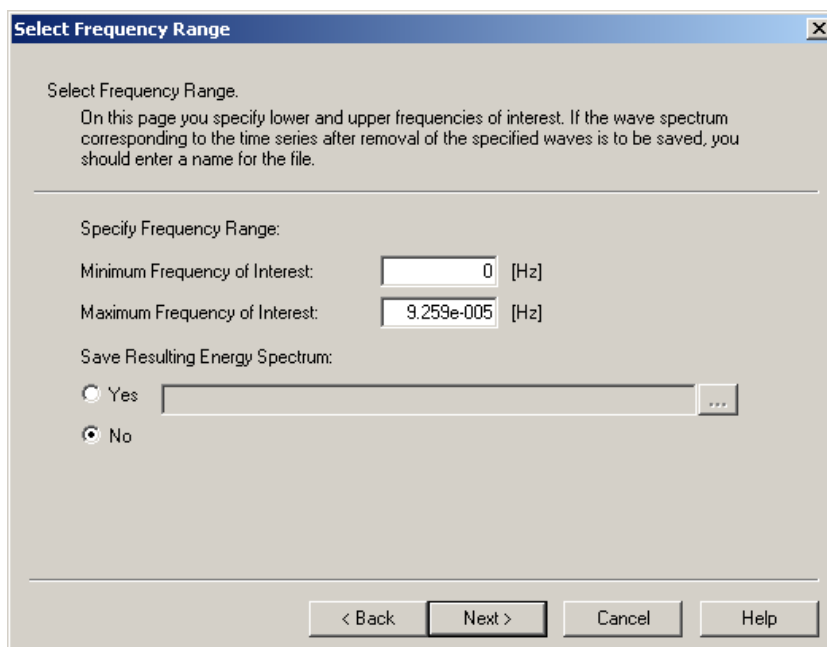 Select Frequency Range
Select Frequency Range.
On this page you specify lower and upper frequencies of interest. If the wave spectrum
corresponding to the time series after removal of the specified waves is to be saved, you
should enter a name for the file.
Specify Frequency Range:
Minimum Frequency of Interest: 0 [Hz]
Maximum Frequency of Interest: 9.259e-005 [Hz]
Save Resulting Energy Spectrum:
Yes ...
No
< Back Next > Cancel Help